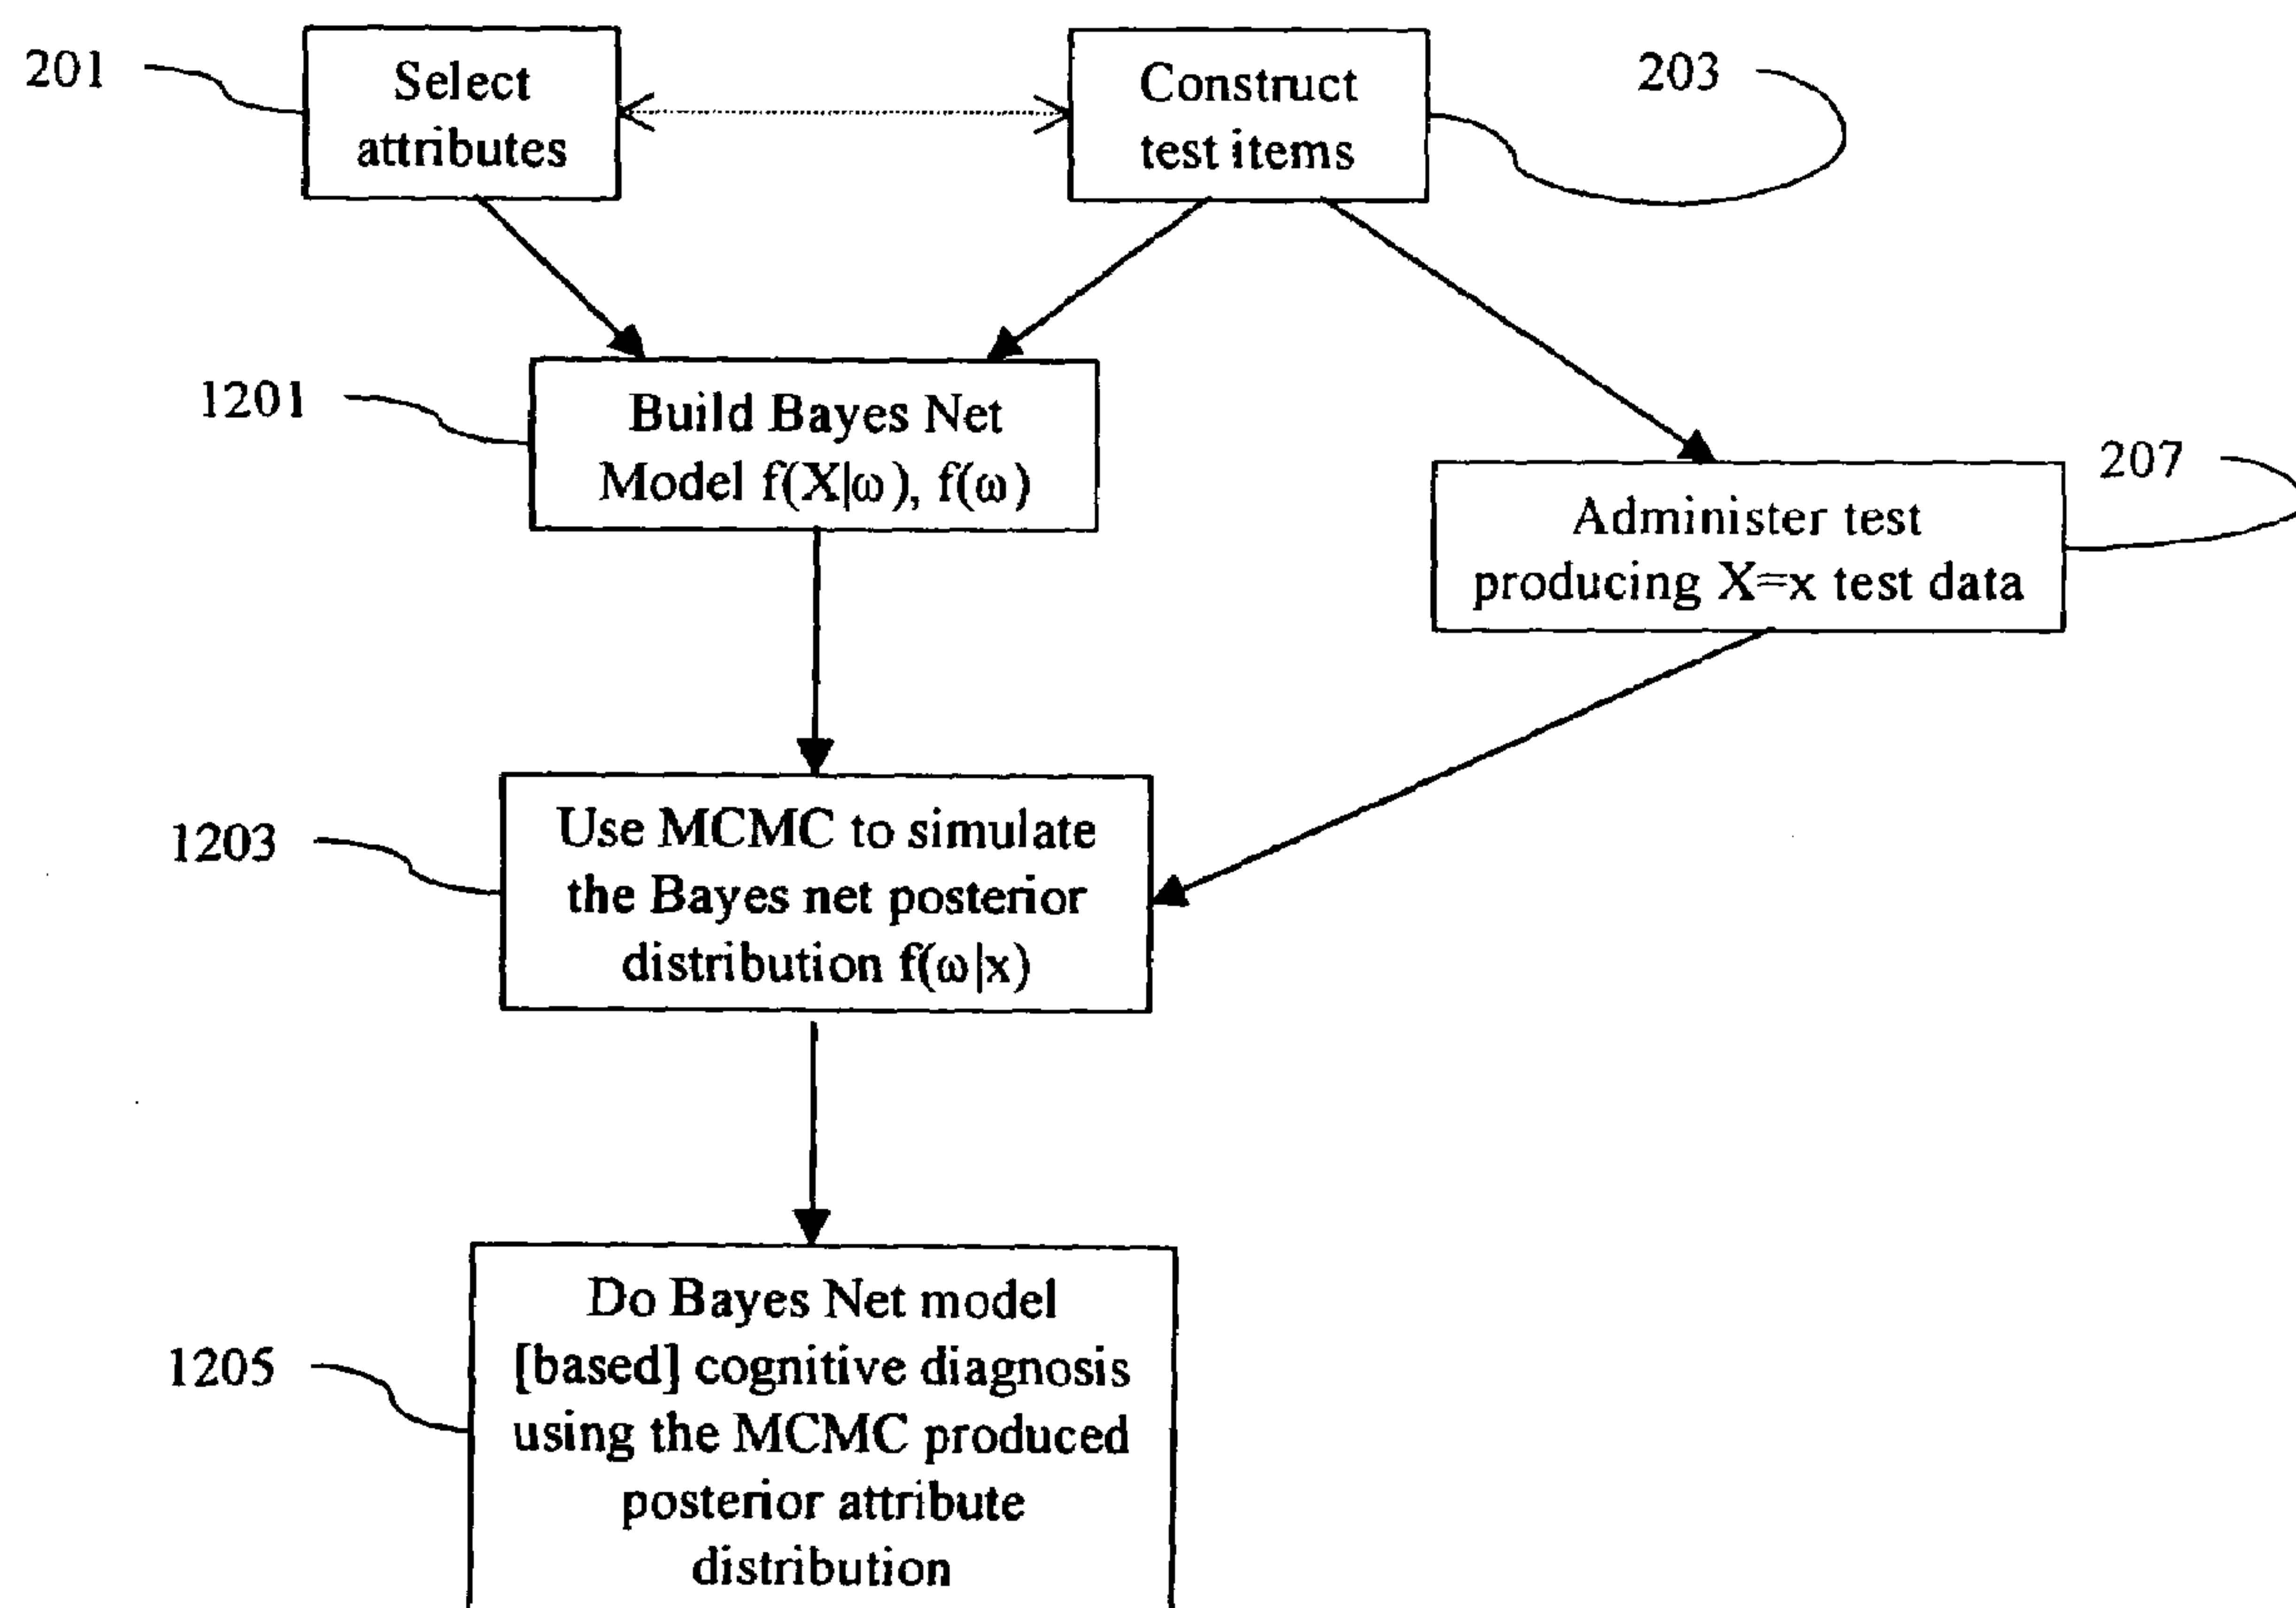 201
Select
attributes
Construct
test items
203
1201
Build Bayes Net
Model f(X|ω), f(ω)
207
Administer test
producing X=x test data
1203
Use MCMC to simulate
the Bayes net posterior
distribution f(ω|x)
1205
Do Bayes Net model
[based] cognitive diagnosis
using the MCMC produced
posterior attribute
distribution